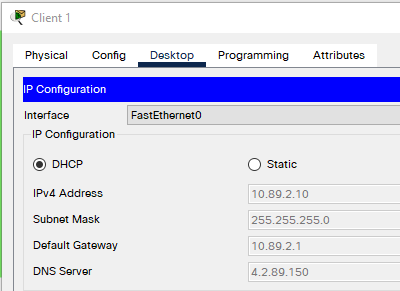 Client 1
Physical Config Desktop Programming Attributes
IP Configuration
Interface FastEthernet0
IP Configuration
DHCP Static
IPv4 Address 10.89.2.10
Subnet Mask 255.255.255.0
Default Gateway 10.89.2.1
DNS Server 4.2.89.150